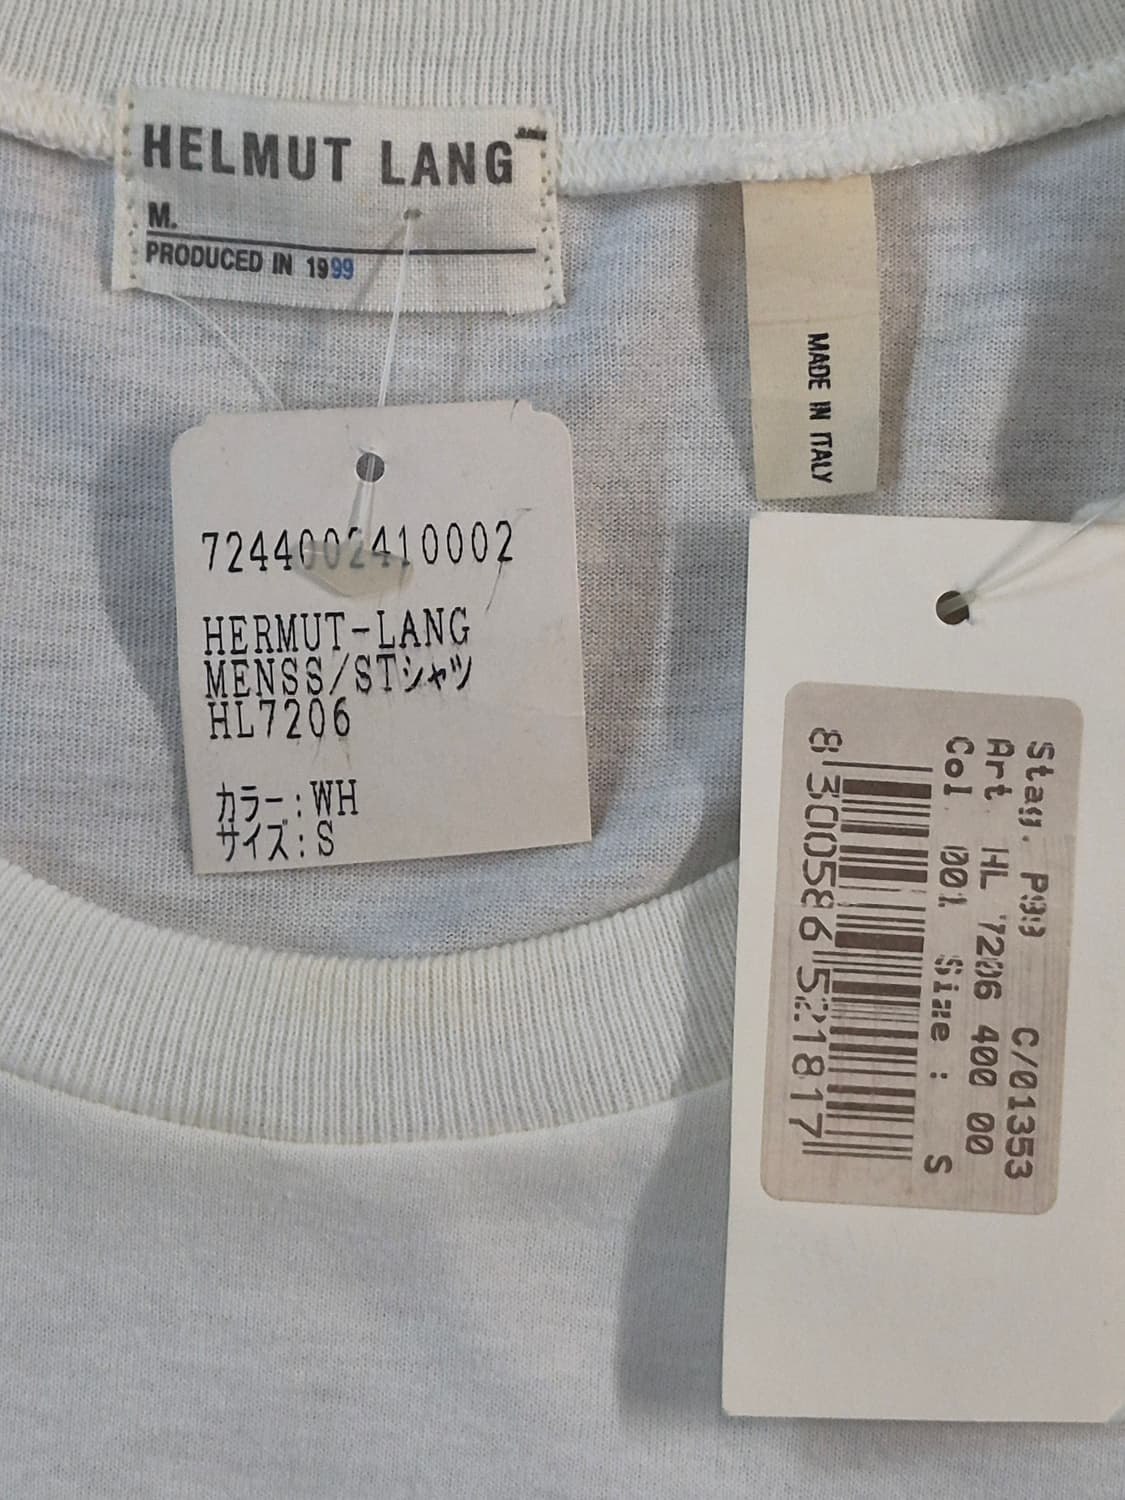 HELMUT LANG
M.
PRODUCED IN 1999
MADE IN ITALY
7244002410002
HERMUT-LANG
MENSS/STシャツ
HL7206
カラー:WH
サイズ:S
Stag. P99 C/01353
Art HL 7206 400 00
Col 001 Size : S
8 300586 521817